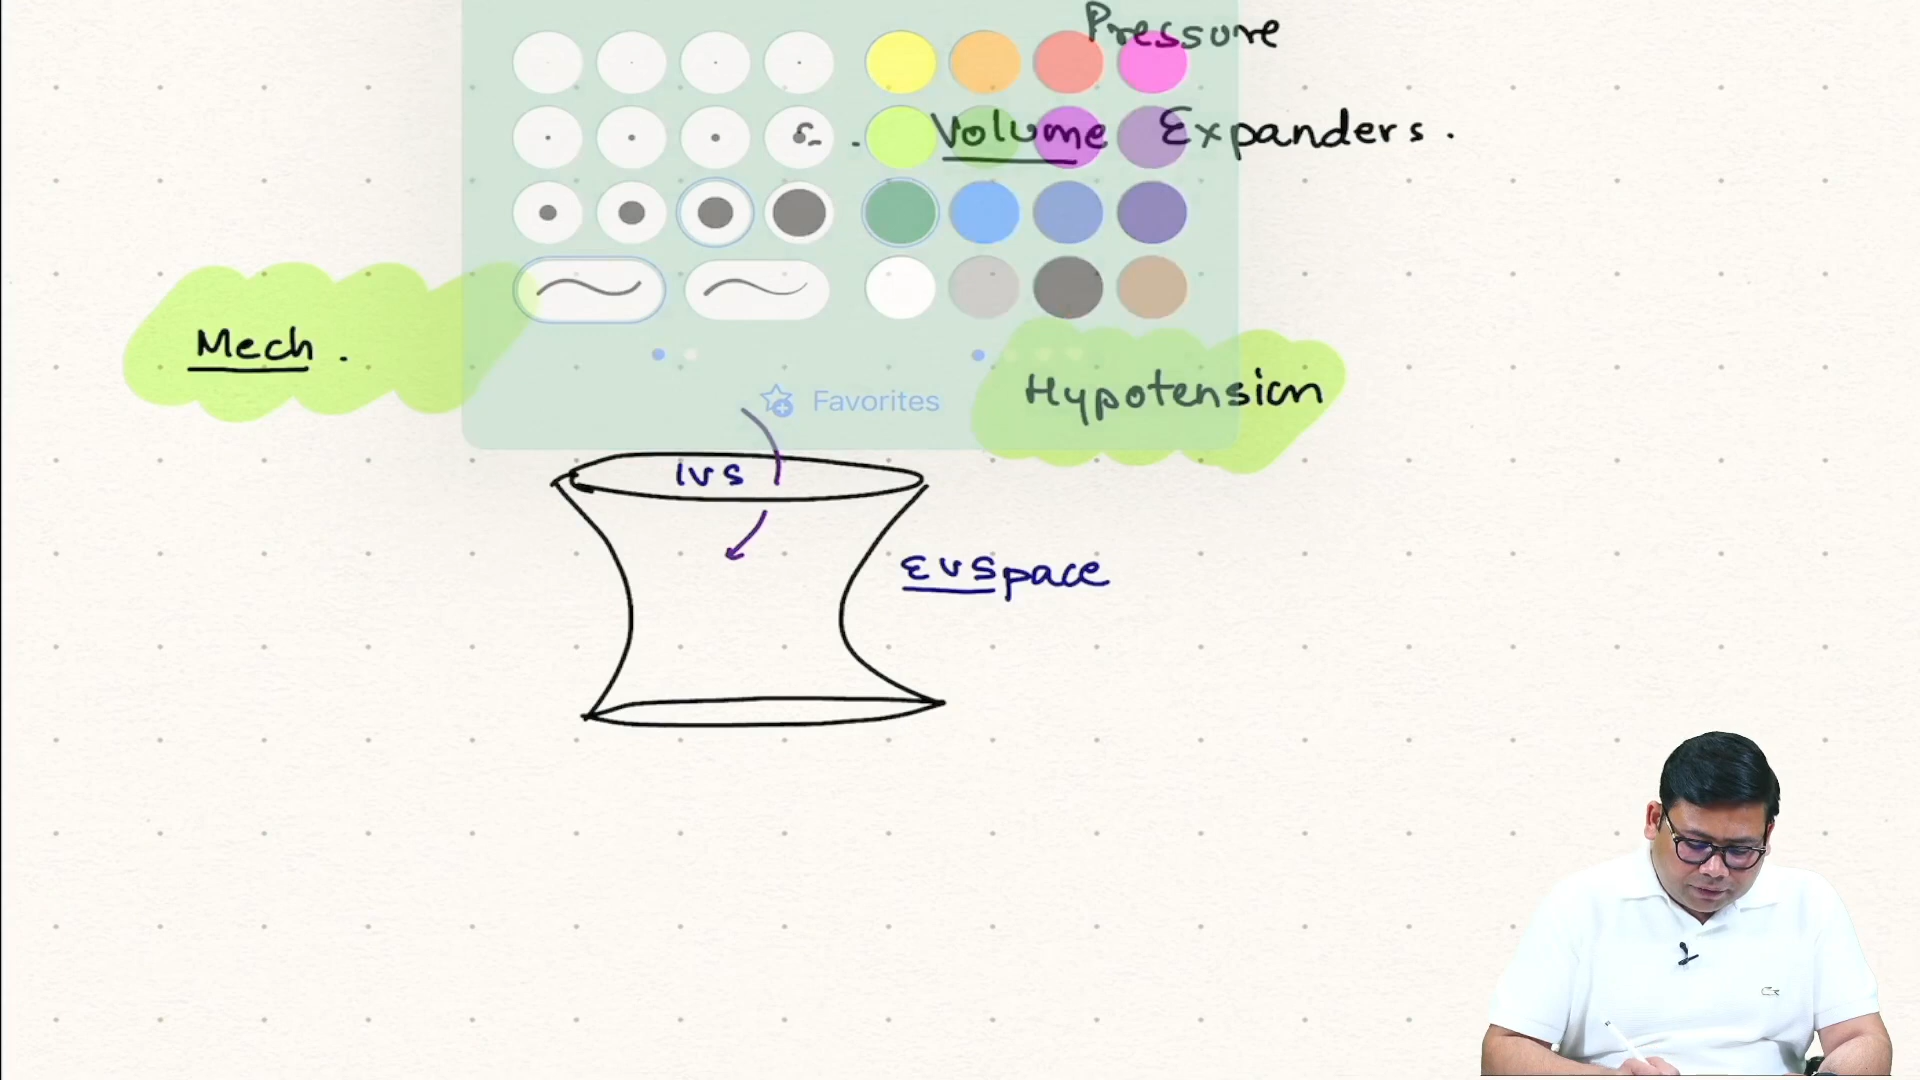 Pressure
. Volume Expanders.
Mech.
Favorites
Hypotension
IVS
EVSpace